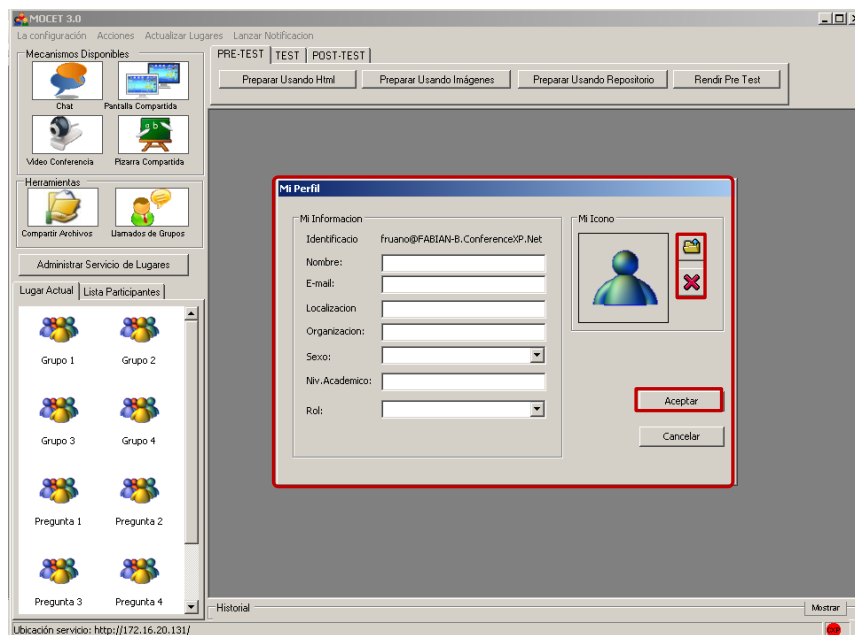 MOCET 3.0
La configuración Acciones Actualizar Lugares Lanzar Notificacion
Mecanismos Disponibles
Chat Pantalla Compartida
Video Conferencia Pizarra Compartida
Herramientas
Compartir Archivos Llamados de Grupos
Administrar Servicio de Lugares
Lugar Actual Lista Participantes
Grupo 1 Grupo 2
Grupo 3 Grupo 4
Pregunta 1 Pregunta 2
Pregunta 3 Pregunta 4
PRE-TEST TEST POST-TEST
Preparar Usando Html Preparar Usando Imágenes Preparar Usando Repositorio Rendir Pre Test
Mi Perfil
Mi Informacion
Identificacio fruano@FABIAN-B.ConferenceXP.Net
Nombre:
E-mail:
Localizacion
Organizacion:
Sexo:
Niv.Academico:
Rol:
Mi Icono
Aceptar
Cancelar
Historial Mostrar
Ubicación servicio: http://172.16.20.131/ CXP